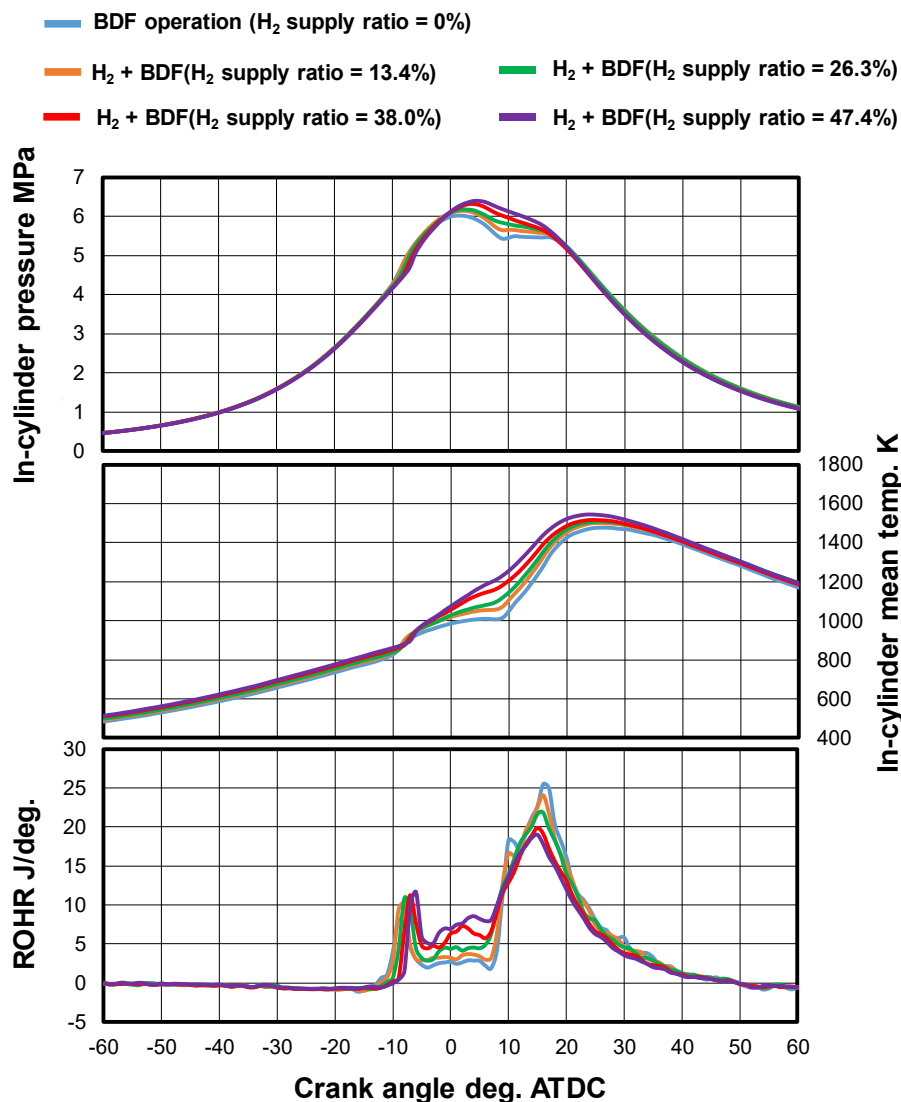 BDF operation (H₂ supply ratio = 0%)
H₂ + BDF(H₂ supply ratio = 13.4%)
H₂ + BDF(H₂ supply ratio = 26.3%)
H₂ + BDF(H₂ supply ratio = 38.0%)
H₂ + BDF(H₂ supply ratio = 47.4%)
In-cylinder pressure MPa
7
6
5
4
3
2
1
0
In-cylinder mean temp. K
1800
1600
1400
1200
1000
800
600
400
ROHR J/deg.
30
25
20
15
10
5
0
-5
-60 -50 -40 -30 -20 -10 0 10 20 30 40 50 60
Crank angle deg. ATDC